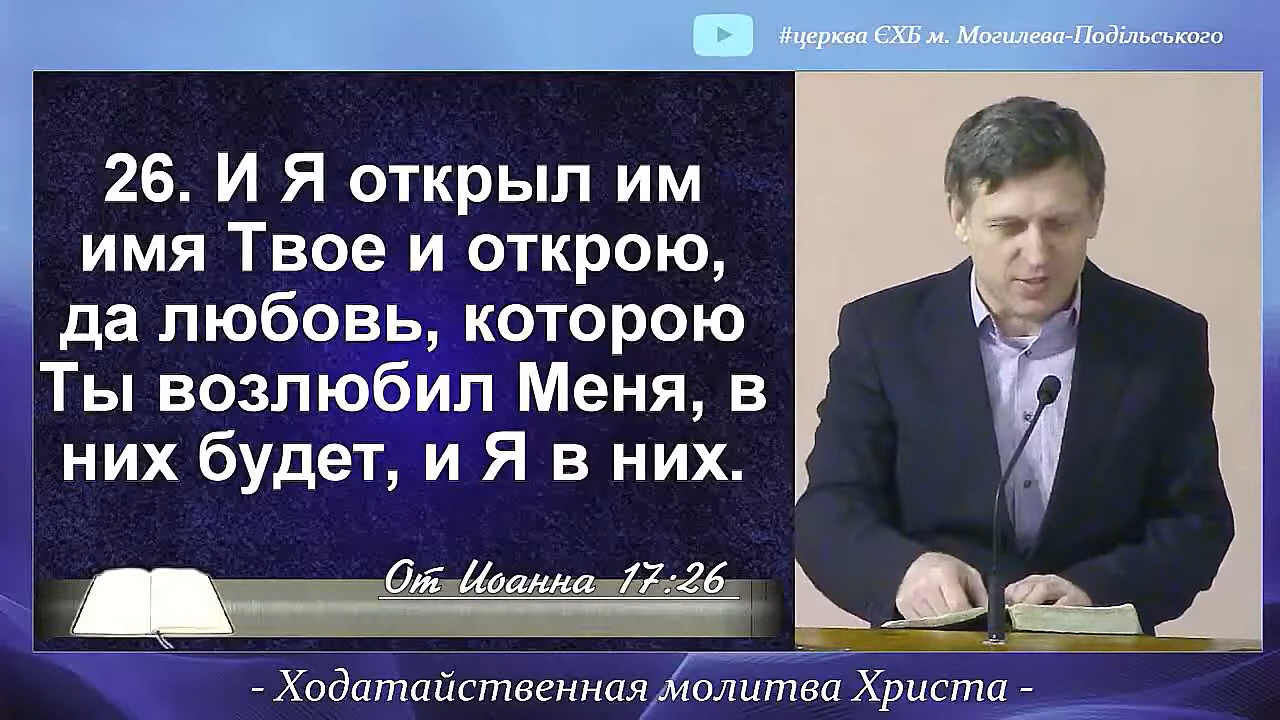 #церква ЄХБ м. Могилева-Подільського
26. И Я открыл им
имя Твое и открою,
да любовь, которою
Ты возлюбил Меня, в
них будет, и Я в них.
От Иоанна 17:26
- Ходатайственная молитва Христа -